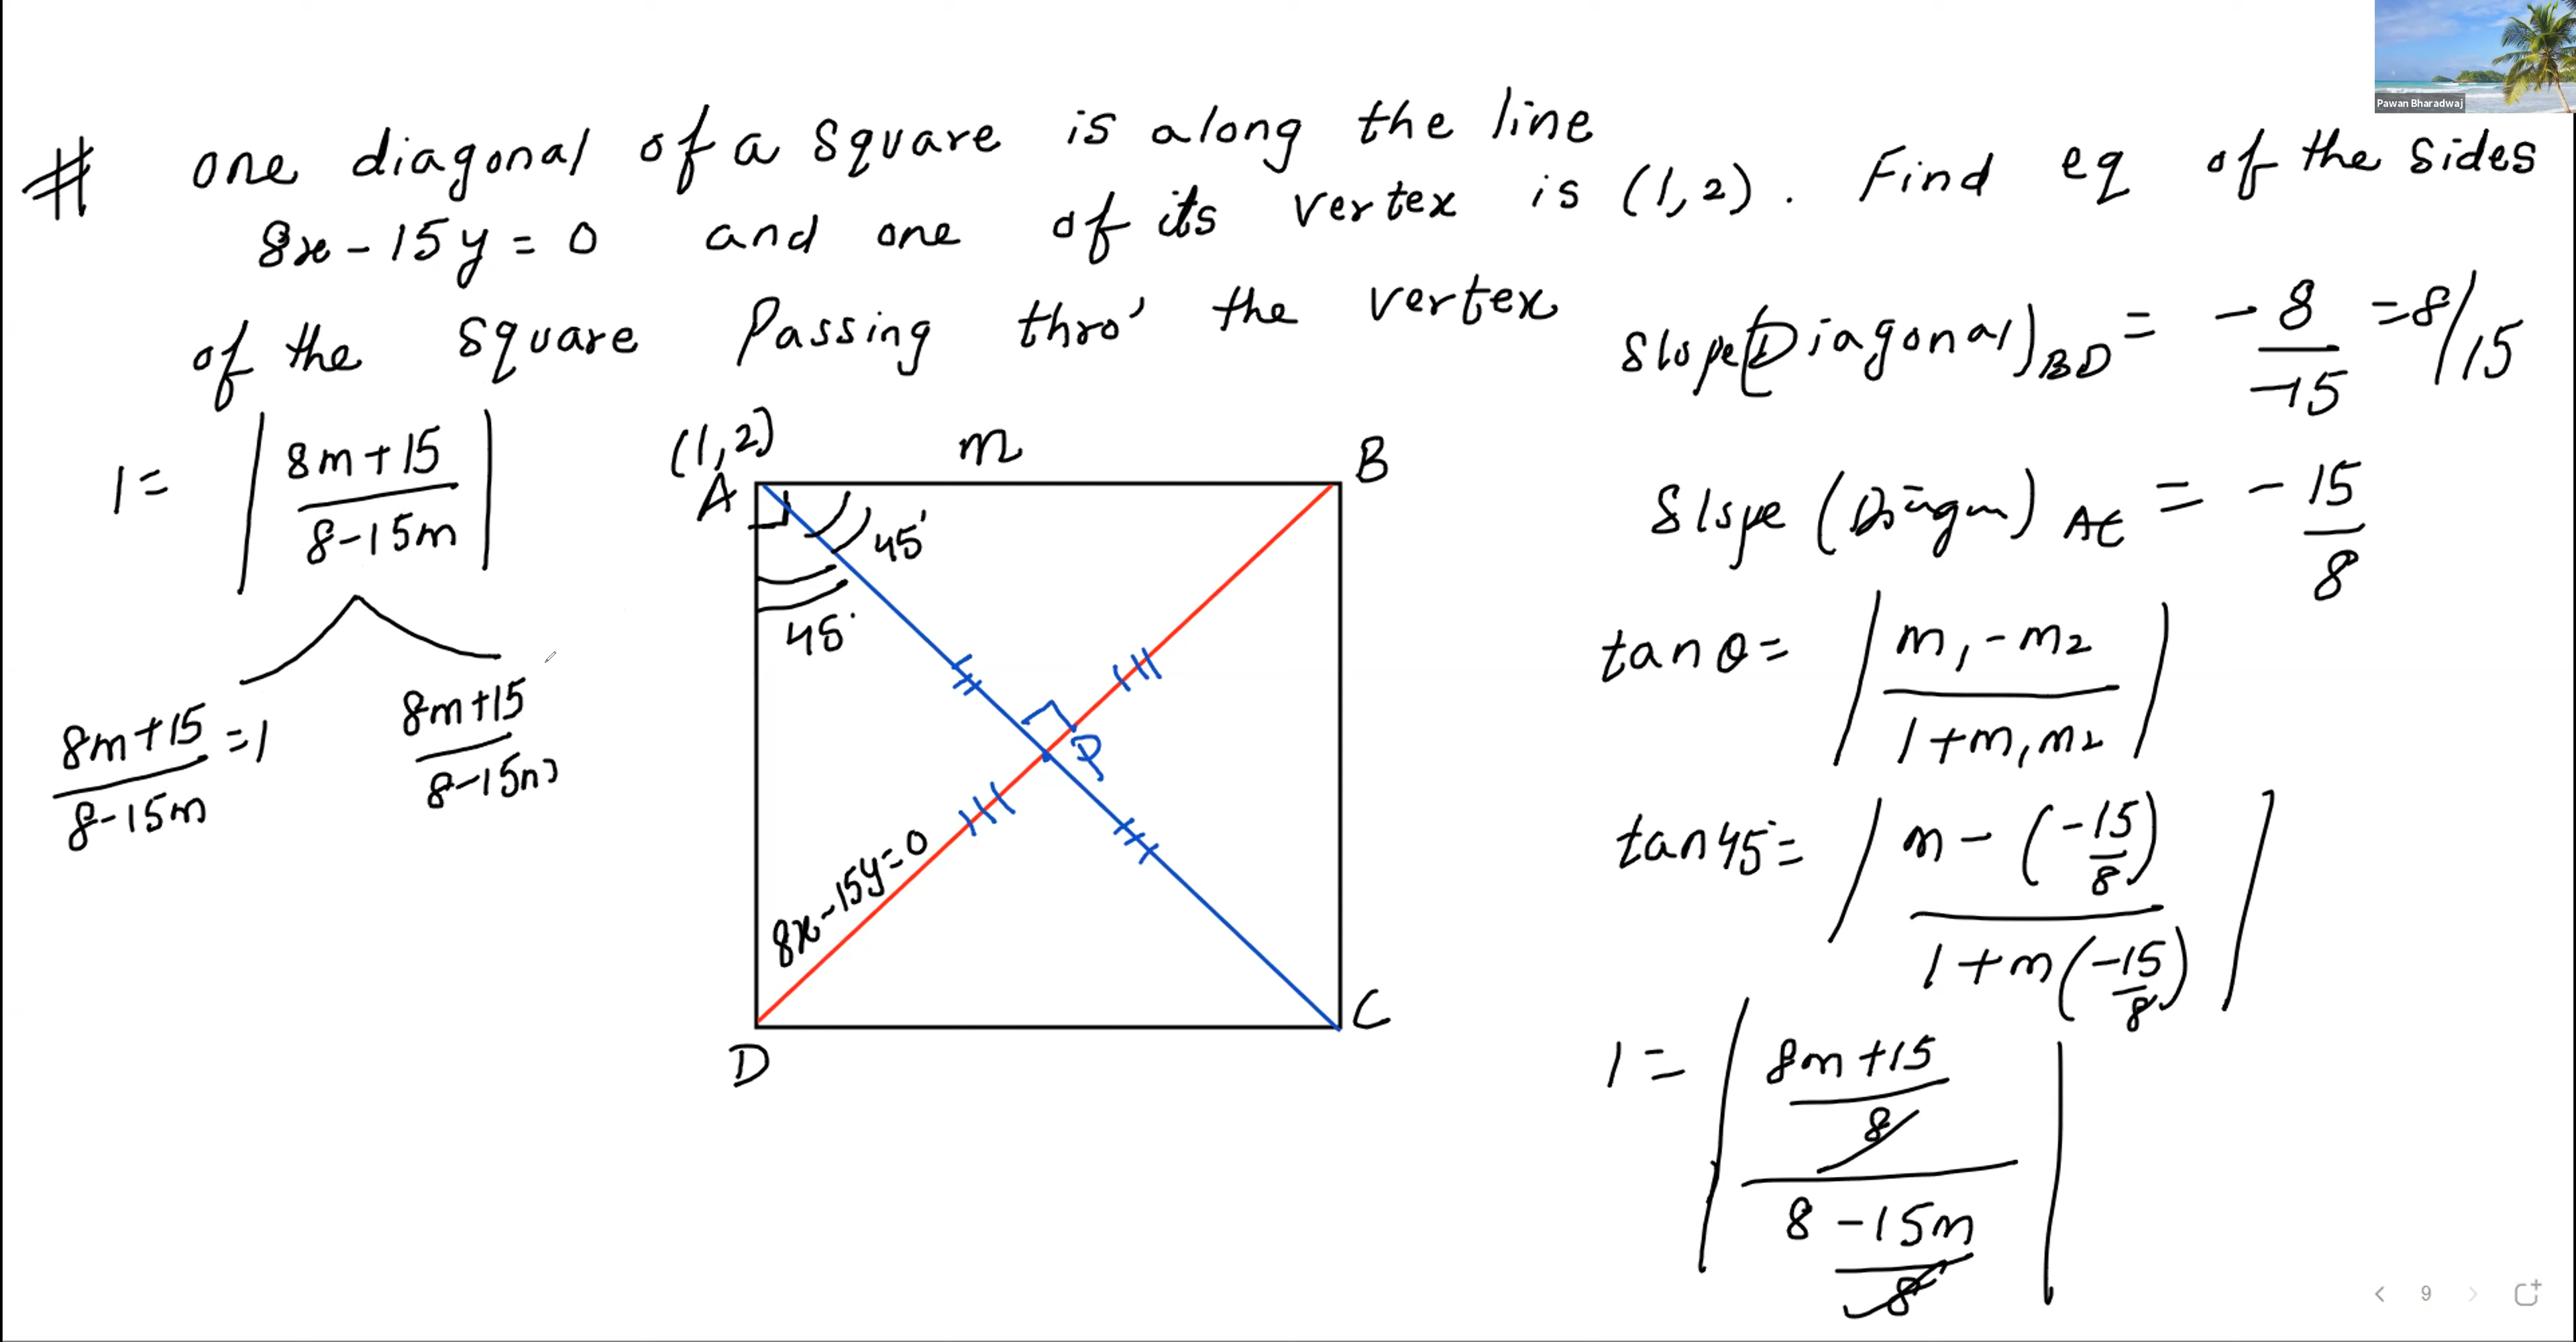 Pawan Bharadwaj
# one diagonal of a square is along the line
8x - 15y = 0 and one of its vertex is (1,2). Find eq of the sides
of the square Passing thro' the vertex
Slope(Diagonal)BD = -8/-15 = 8/15
1 = |8m+15 / 8-15m|
8m+15 / 8-15m = 1
8m+15 / 8-15m
(1,2)
m
A
B
45°
45°
P
8x-15y=0
D
C
Slope (Diagon) AC = -15/8
tanθ = |m₁-m₂ / 1+m₁m₂|
tan45° = |m-(-15/8) / 1+m(-15/8)|
1 = |8m+15/8 / 8-15m/8|
9